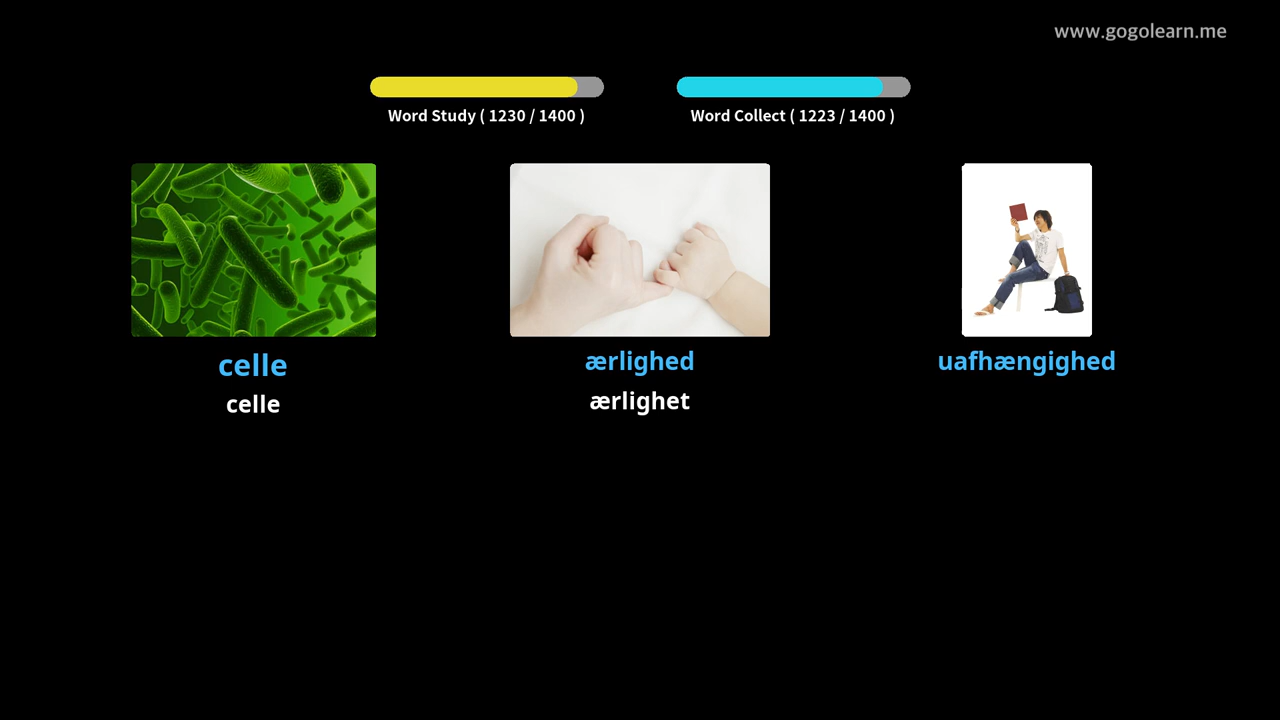 www.gogolearn.me
Word Study ( 1230 / 1400 )
Word Collect ( 1223 / 1400 )
celle
ærlighed
uafhængighed
celle
ærlighet